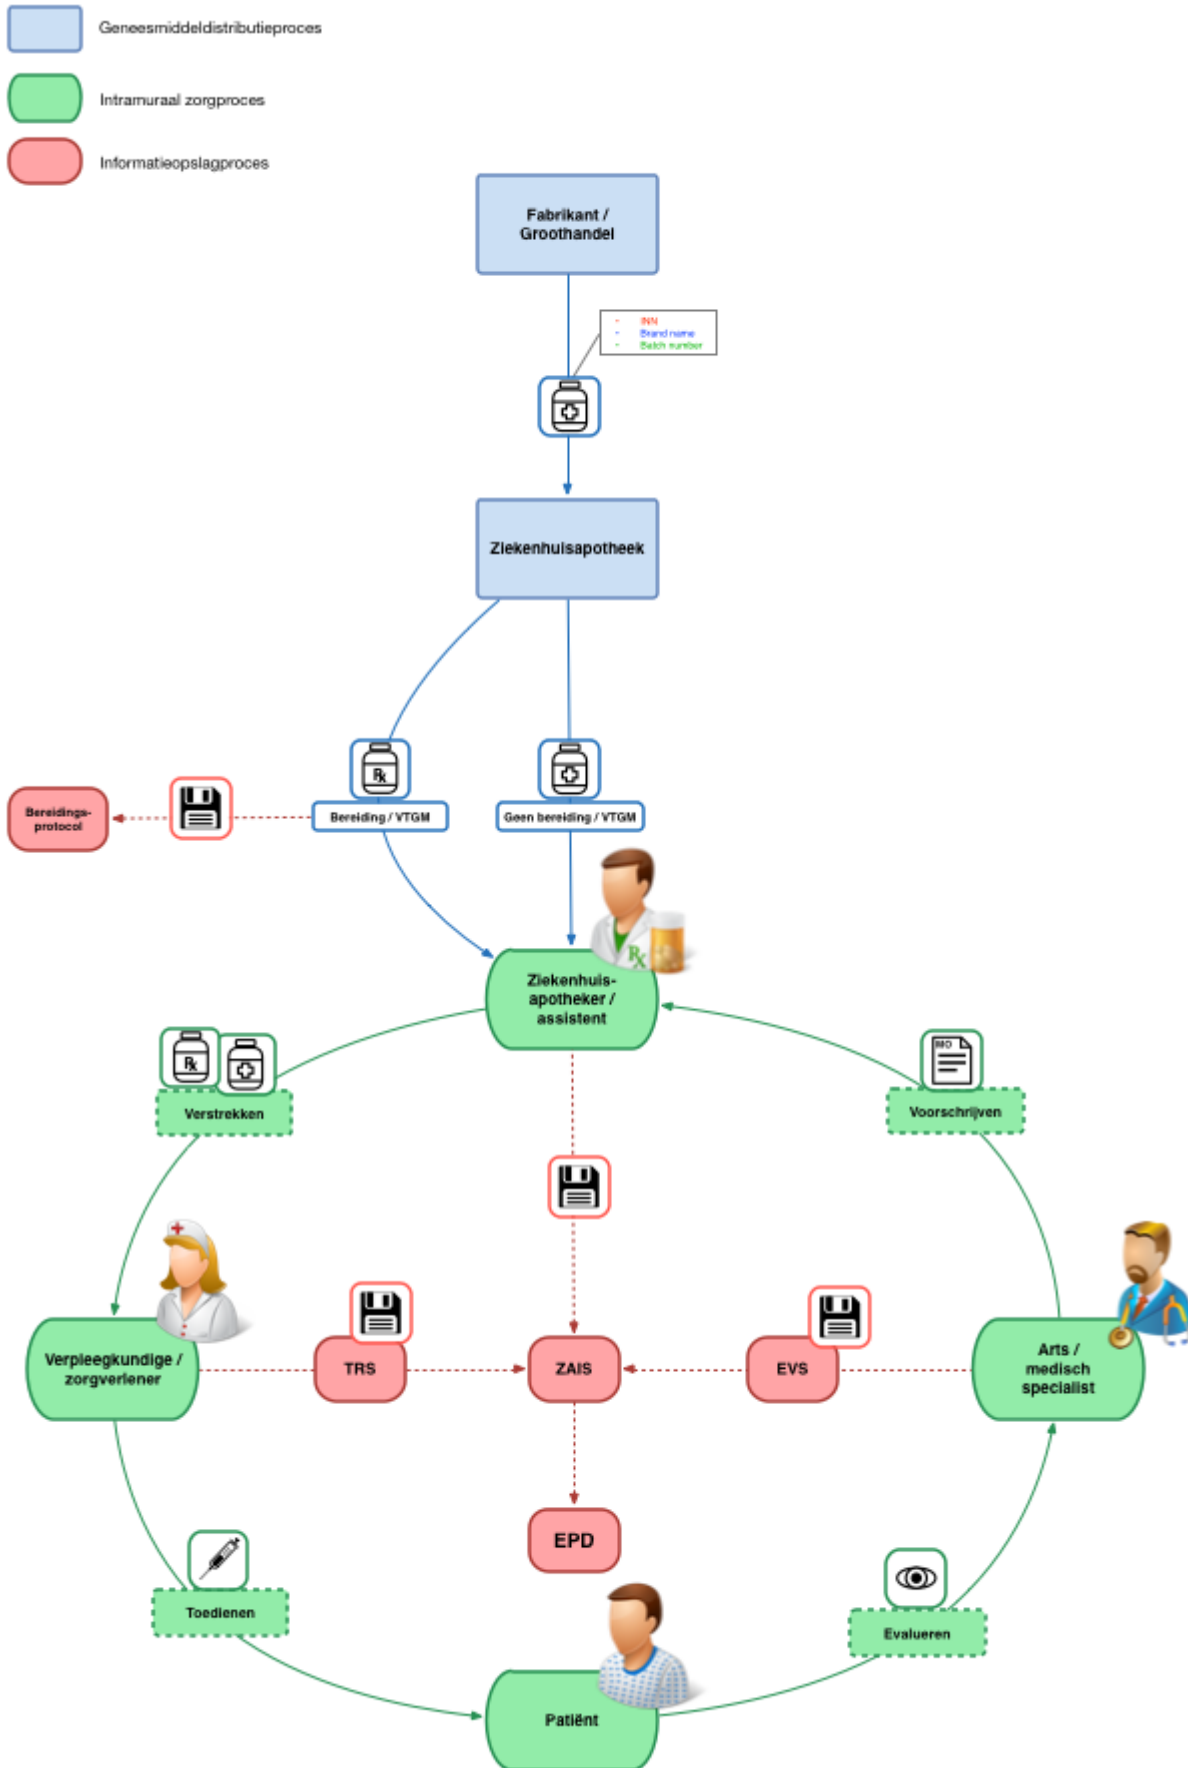 Geneesmiddeldistributieproces
Intramuraal zorgproces
Informatieopslagproces
Fabrikant /
Groothandel
- INN
- Brand name
- Batch number
Ziekenhuisapotheek
Bereidings-
protocol
Bereiding / VTGM
Geen bereiding / VTGM
Ziekenhuis-
apotheker /
assistent
Verstrekken
MO
Voorschrijven
Verpleegkundige /
zorgverlener
TRS
ZAIS
EVS
Arts /
medisch
specialist
EPD
Toedienen
Evalueren
Patiënt